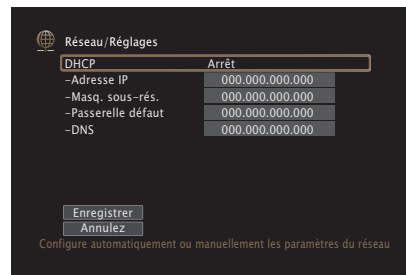 Réseau/Réglages
DHCP Arrêt
-Adresse IP 000.000.000.000
-Masq. sous-rés. 000.000.000.000
-Passerelle défaut 000.000.000.000
-DNS 000.000.000.000
Enregistrer
Annulez
Configure automatiquement ou manuellement les paramètres du réseau